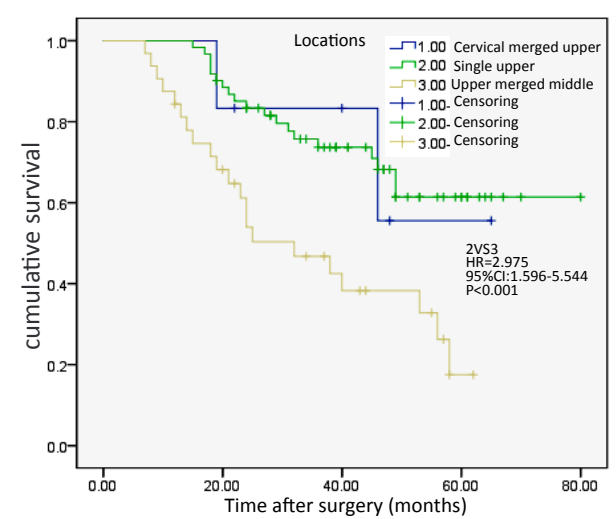 Locations
1.00 Cervical merged upper
2.00 Single upper
3.00 Upper merged middle
1.00- Censoring
2.00- Censoring
3.00- Censoring
cumulative survival
1.0
0.8
0.6
0.4
0.2
0.0
2VS3
HR=2.975
95%CI:1.596-5.544
P<0.001
0.00 20.00 40.00 60.00 80.00
Time after surgery (months)